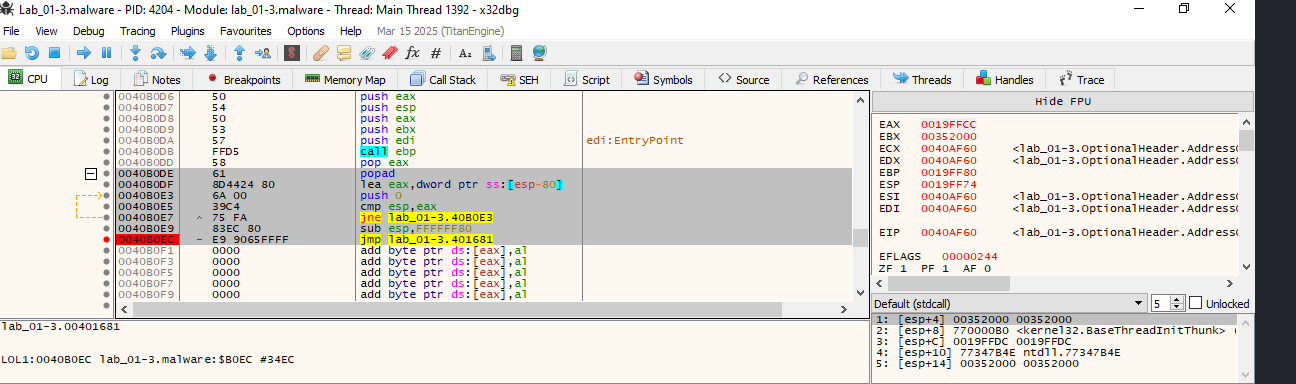 Lab_01-3.malware - PID: 4204 - Module: lab_01-3.malware - Thread: Main Thread 1392 - x32dbg
File View Debug Tracing Plugins Favourites Options Help Mar 15 2025 (TitanEngine)
CPU Log Notes Breakpoints Memory Map Call Stack SEH Script Symbols Source References Threads Handles Trace
0040B0D6 50 push eax
0040B0D7 54 push esp
0040B0D8 50 push eax
0040B0D9 53 push ebx
0040B0DA 57 push edi edi:EntryPoint
0040B0DB FFD5 call ebp
0040B0DD 58 pop eax
0040B0DE 61 popad
0040B0DF 8D4424 80 lea eax,dword ptr ss:[esp-80]
0040B0E3 6A 00 push 0
0040B0E5 39C4 cmp esp,eax
0040B0E7 ^ 75 FA jne lab_01-3.40B0E3
0040B0E9 83EC 80 sub esp,FFFFFF80
0040B0EC - E9 9065FFFF jmp lab_01-3.401681
0040B0F1 0000 add byte ptr ds:[eax],al
0040B0F3 0000 add byte ptr ds:[eax],al
0040B0F5 0000 add byte ptr ds:[eax],al
0040B0F7 0000 add byte ptr ds:[eax],al
0040B0F9 0000 add byte ptr ds:[eax],al
Hide FPU
EAX 0019FFCC
EBX 00352000
ECX 0040AF60 <lab_01-3.OptionalHeader.Address
EDX 0040AF60 <lab_01-3.OptionalHeader.Address
EBP 0019FF80
ESP 0019FF74
ESI 0040AF60 <lab_01-3.OptionalHeader.Address
EDI 0040AF60 <lab_01-3.OptionalHeader.Address
EIP 0040AF60 <lab_01-3.OptionalHeader.Address
EFLAGS 00000244
ZF 1 PF 1 AF 0
Default (stdcall) 5 Unlocked
1: [esp+4] 00352000 00352000
2: [esp+8] 770000B0 <kernel32.BaseThreadInitThunk> (
3: [esp+C] 0019FFDC 0019FFDC
4: [esp+10] 77347B4E ntdll.77347B4E
5: [esp+14] 00352000 00352000
lab_01-3.00401681
LOL1:0040B0EC lab_01-3.malware:$B0EC #34EC